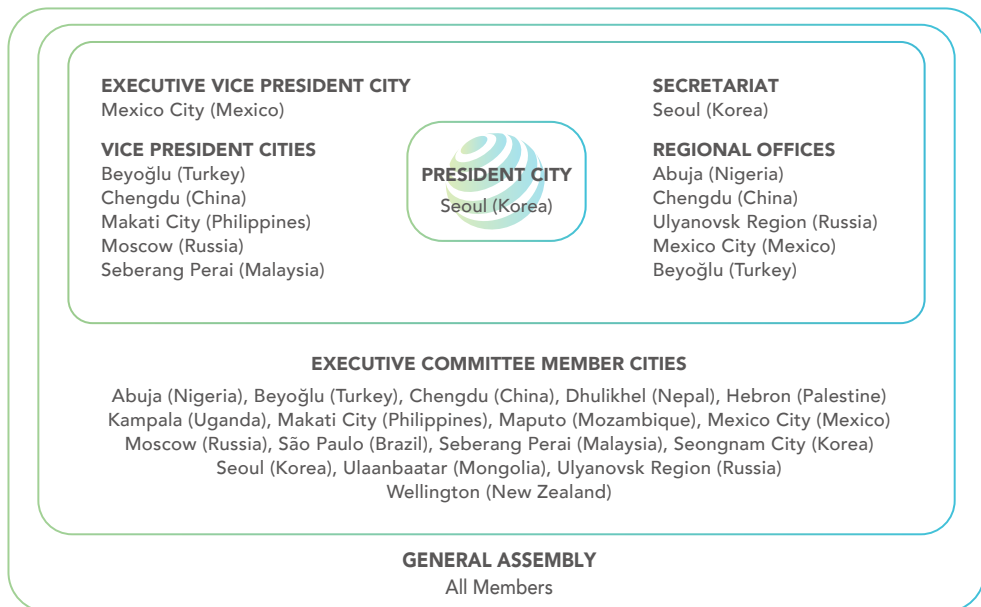 EXECUTIVE VICE PRESIDENT CITY
Mexico City (Mexico)
VICE PRESIDENT CITIES
Beyoğlu (Turkey)
Chengdu (China)
Makati City (Philippines)
Moscow (Russia)
Seberang Perai (Malaysia)
PRESIDENT CITY
Seoul (Korea)
SECRETARIAT
Seoul (Korea)
REGIONAL OFFICES
Abuja (Nigeria)
Chengdu (China)
Ulyanovsk Region (Russia)
Mexico City (Mexico)
Beyoğlu (Turkey)
EXECUTIVE COMMITTEE MEMBER CITIES
Abuja (Nigeria), Beyoğlu (Turkey), Chengdu (China), Dhulikhel (Nepal), Hebron (Palestine)
Kampala (Uganda), Makati City (Philippines), Maputo (Mozambique), Mexico City (Mexico)
Moscow (Russia), São Paulo (Brazil), Seberang Perai (Malaysia), Seongnam City (Korea)
Seoul (Korea), Ulaanbaatar (Mongolia), Ulyanovsk Region (Russia)
Wellington (New Zealand)
GENERAL ASSEMBLY
All Members